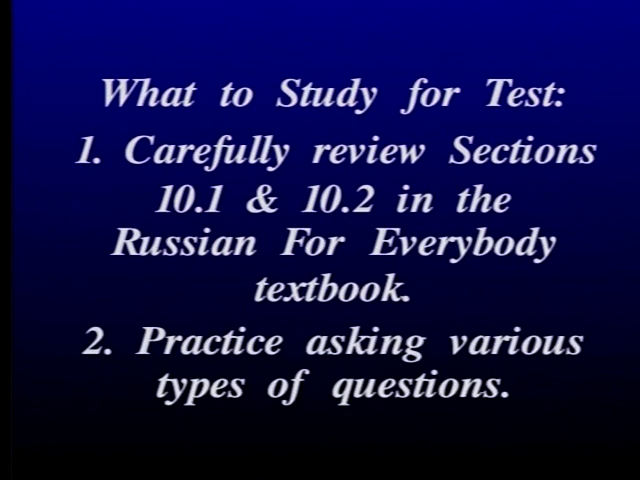 What to Study for Test:
1. Carefully review Sections
10.1 & 10.2 in the
Russian For Everybody
textbook.
2. Practice asking various
types of questions.